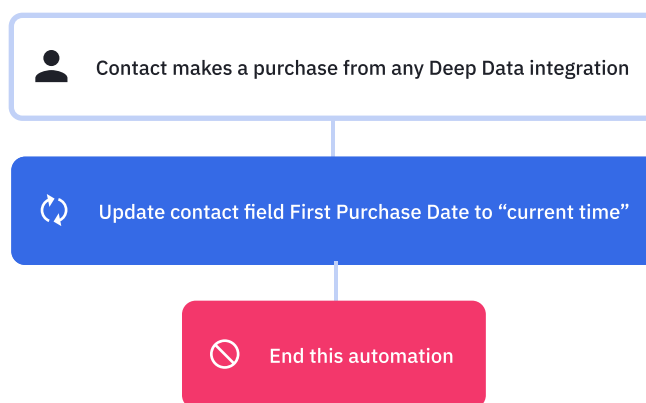 Contact makes a purchase from any Deep Data integration
Update contact field First Purchase Date to “current time”
End this automation